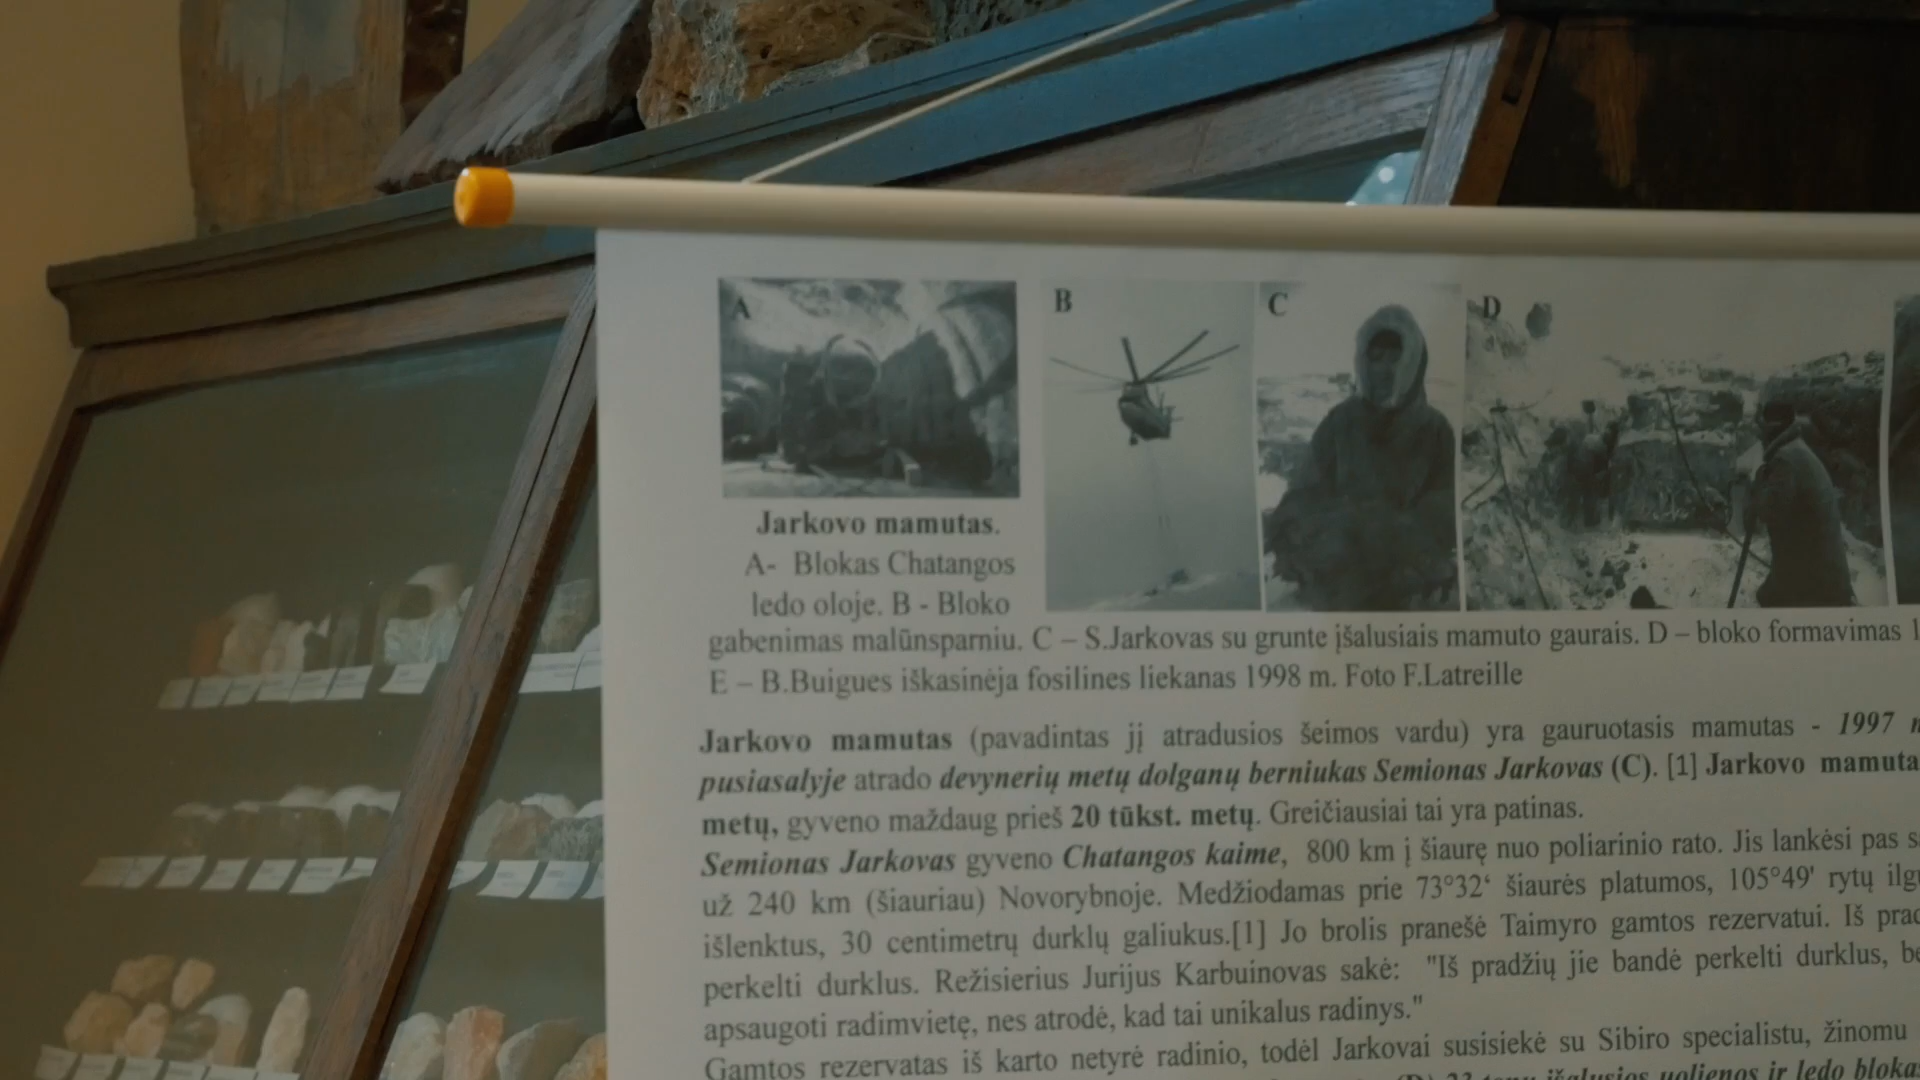 A
B
C
D
Jarkovo mamutas.
A- Blokas Chatangos
ledo oloje. B - Bloko
gabenimas malūnsparniu. C – S.Jarkovas su grunte įšalusiais mamuto gaurais. D – bloko formavimas
E – B.Buigues iškasinėja fosilines liekanas 1998 m. Foto F.Latreille
Jarkovo mamutas (pavadintas jį atradusios šeimos vardu) yra gauruotasis mamutas - 1997
pusiasalyje atrado devynerių metų dolganų berniukas Semionas Jarkovas (C). [1] Jarkovo
metų, gyveno maždaug prieš 20 tūkst. metų. Greičiausiai tai yra patinas.
Semionas Jarkovas gyveno Chatangos kaime, 800 km į šiaurę nuo poliarinio rato. Jis lankėsi pas
už 240 km (šiauriau) Novorybnoje. Medžiodamas prie 73°32‘ šiaurės platumos, 105°49' rytų
išlenktus, 30 centimetrų durklų galiukus.[1] Jo brolis pranešė Taimyro gamtos rezervatui. Iš
perkelti durklus. Režisierius Jurijus Karbuinovas sakė: "Iš pradžių jie bandė perkelti durklus,
apsaugoti radimvietę, nes atrodė, kad tai unikalus radinys."
Gamtos rezervatas iš karto netyrė radinio, todėl Jarkovai susisiekė su Sibiro specialistu, žinomu
(D) 23 tonų įšalusios uolienos ir ledo